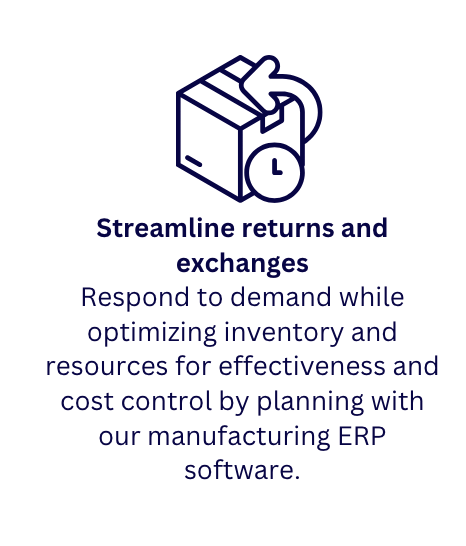 Streamline returns and
exchanges
Respond to demand while
optimizing inventory and
resources for effectiveness and
cost control by planning with
our manufacturing ERP
software.